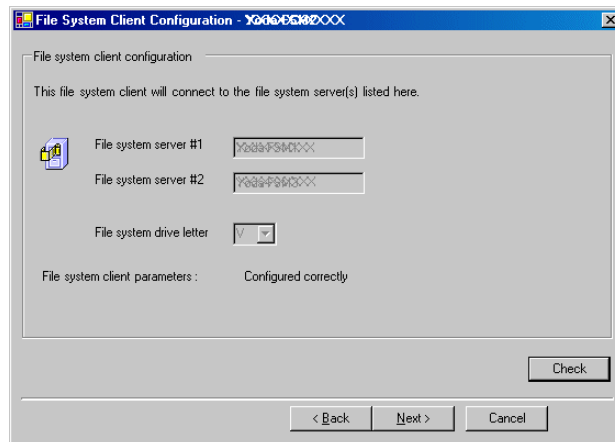 File System Client Configuration -
File system client configuration
This file system client will connect to the file system server(s) listed here.
File system server #1
File system server #2
File system drive letter V
File system client parameters : Configured correctly
Check
< Back Next > Cancel